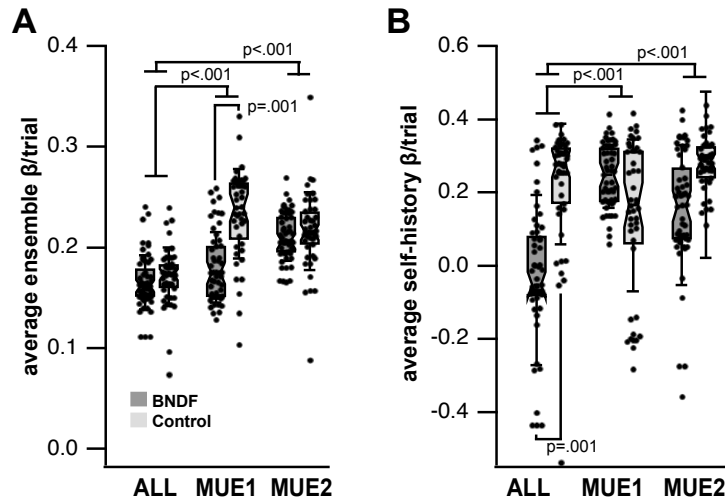 A
average ensemble β/trial
0.4
0.3
0.2
0.1
0.0
p<.001
p<.001
p=.001
BNDF
Control
ALL MUE1 MUE2
B
average self-history β/trial
0.6
0.4
0.2
0.0
-0.2
-0.4
p<.001
p<.001
p=.001
ALL MUE1 MUE2